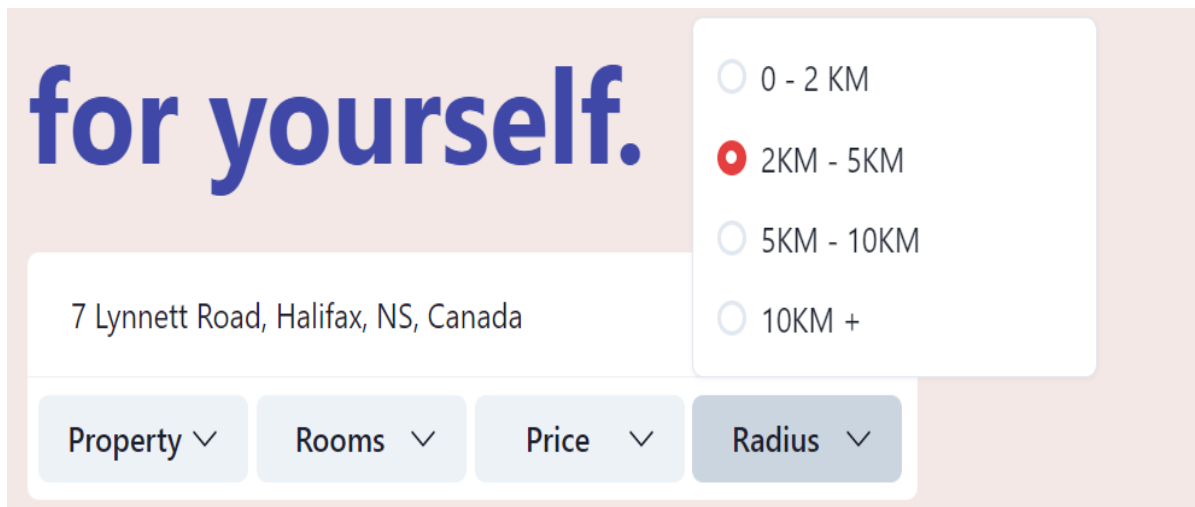 for yourself.
0 - 2 KM
2KM - 5KM
5KM - 10KM
10KM +
7 Lynnett Road, Halifax, NS, Canada
Property Rooms Price Radius